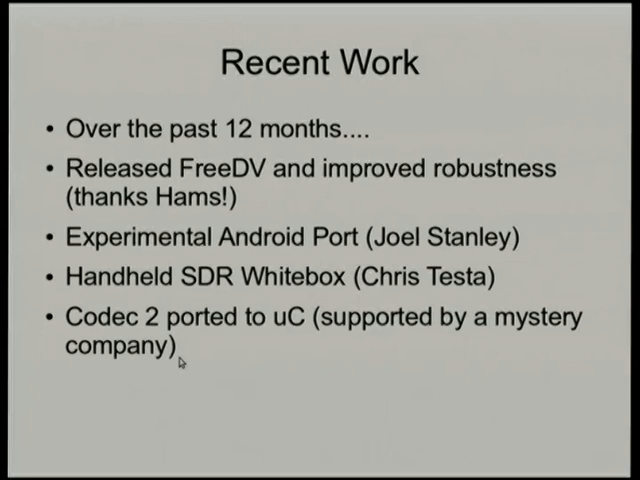 Recent Work
• Over the past 12 months....
• Released FreeDV and improved robustness
(thanks Hams!)
• Experimental Android Port (Joel Stanley)
• Handheld SDR Whitebox (Chris Testa)
• Codec 2 ported to uC (supported by a mystery
company)